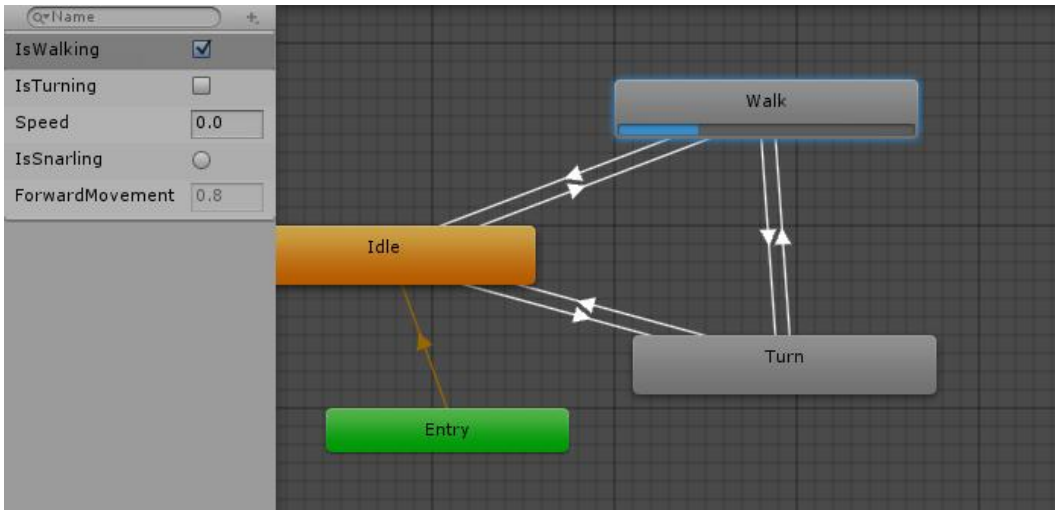 Name
IsWalking
IsTurning
Speed 0.0
IsSnarling
ForwardMovement 0.8
Walk
Idle
Turn
Entry